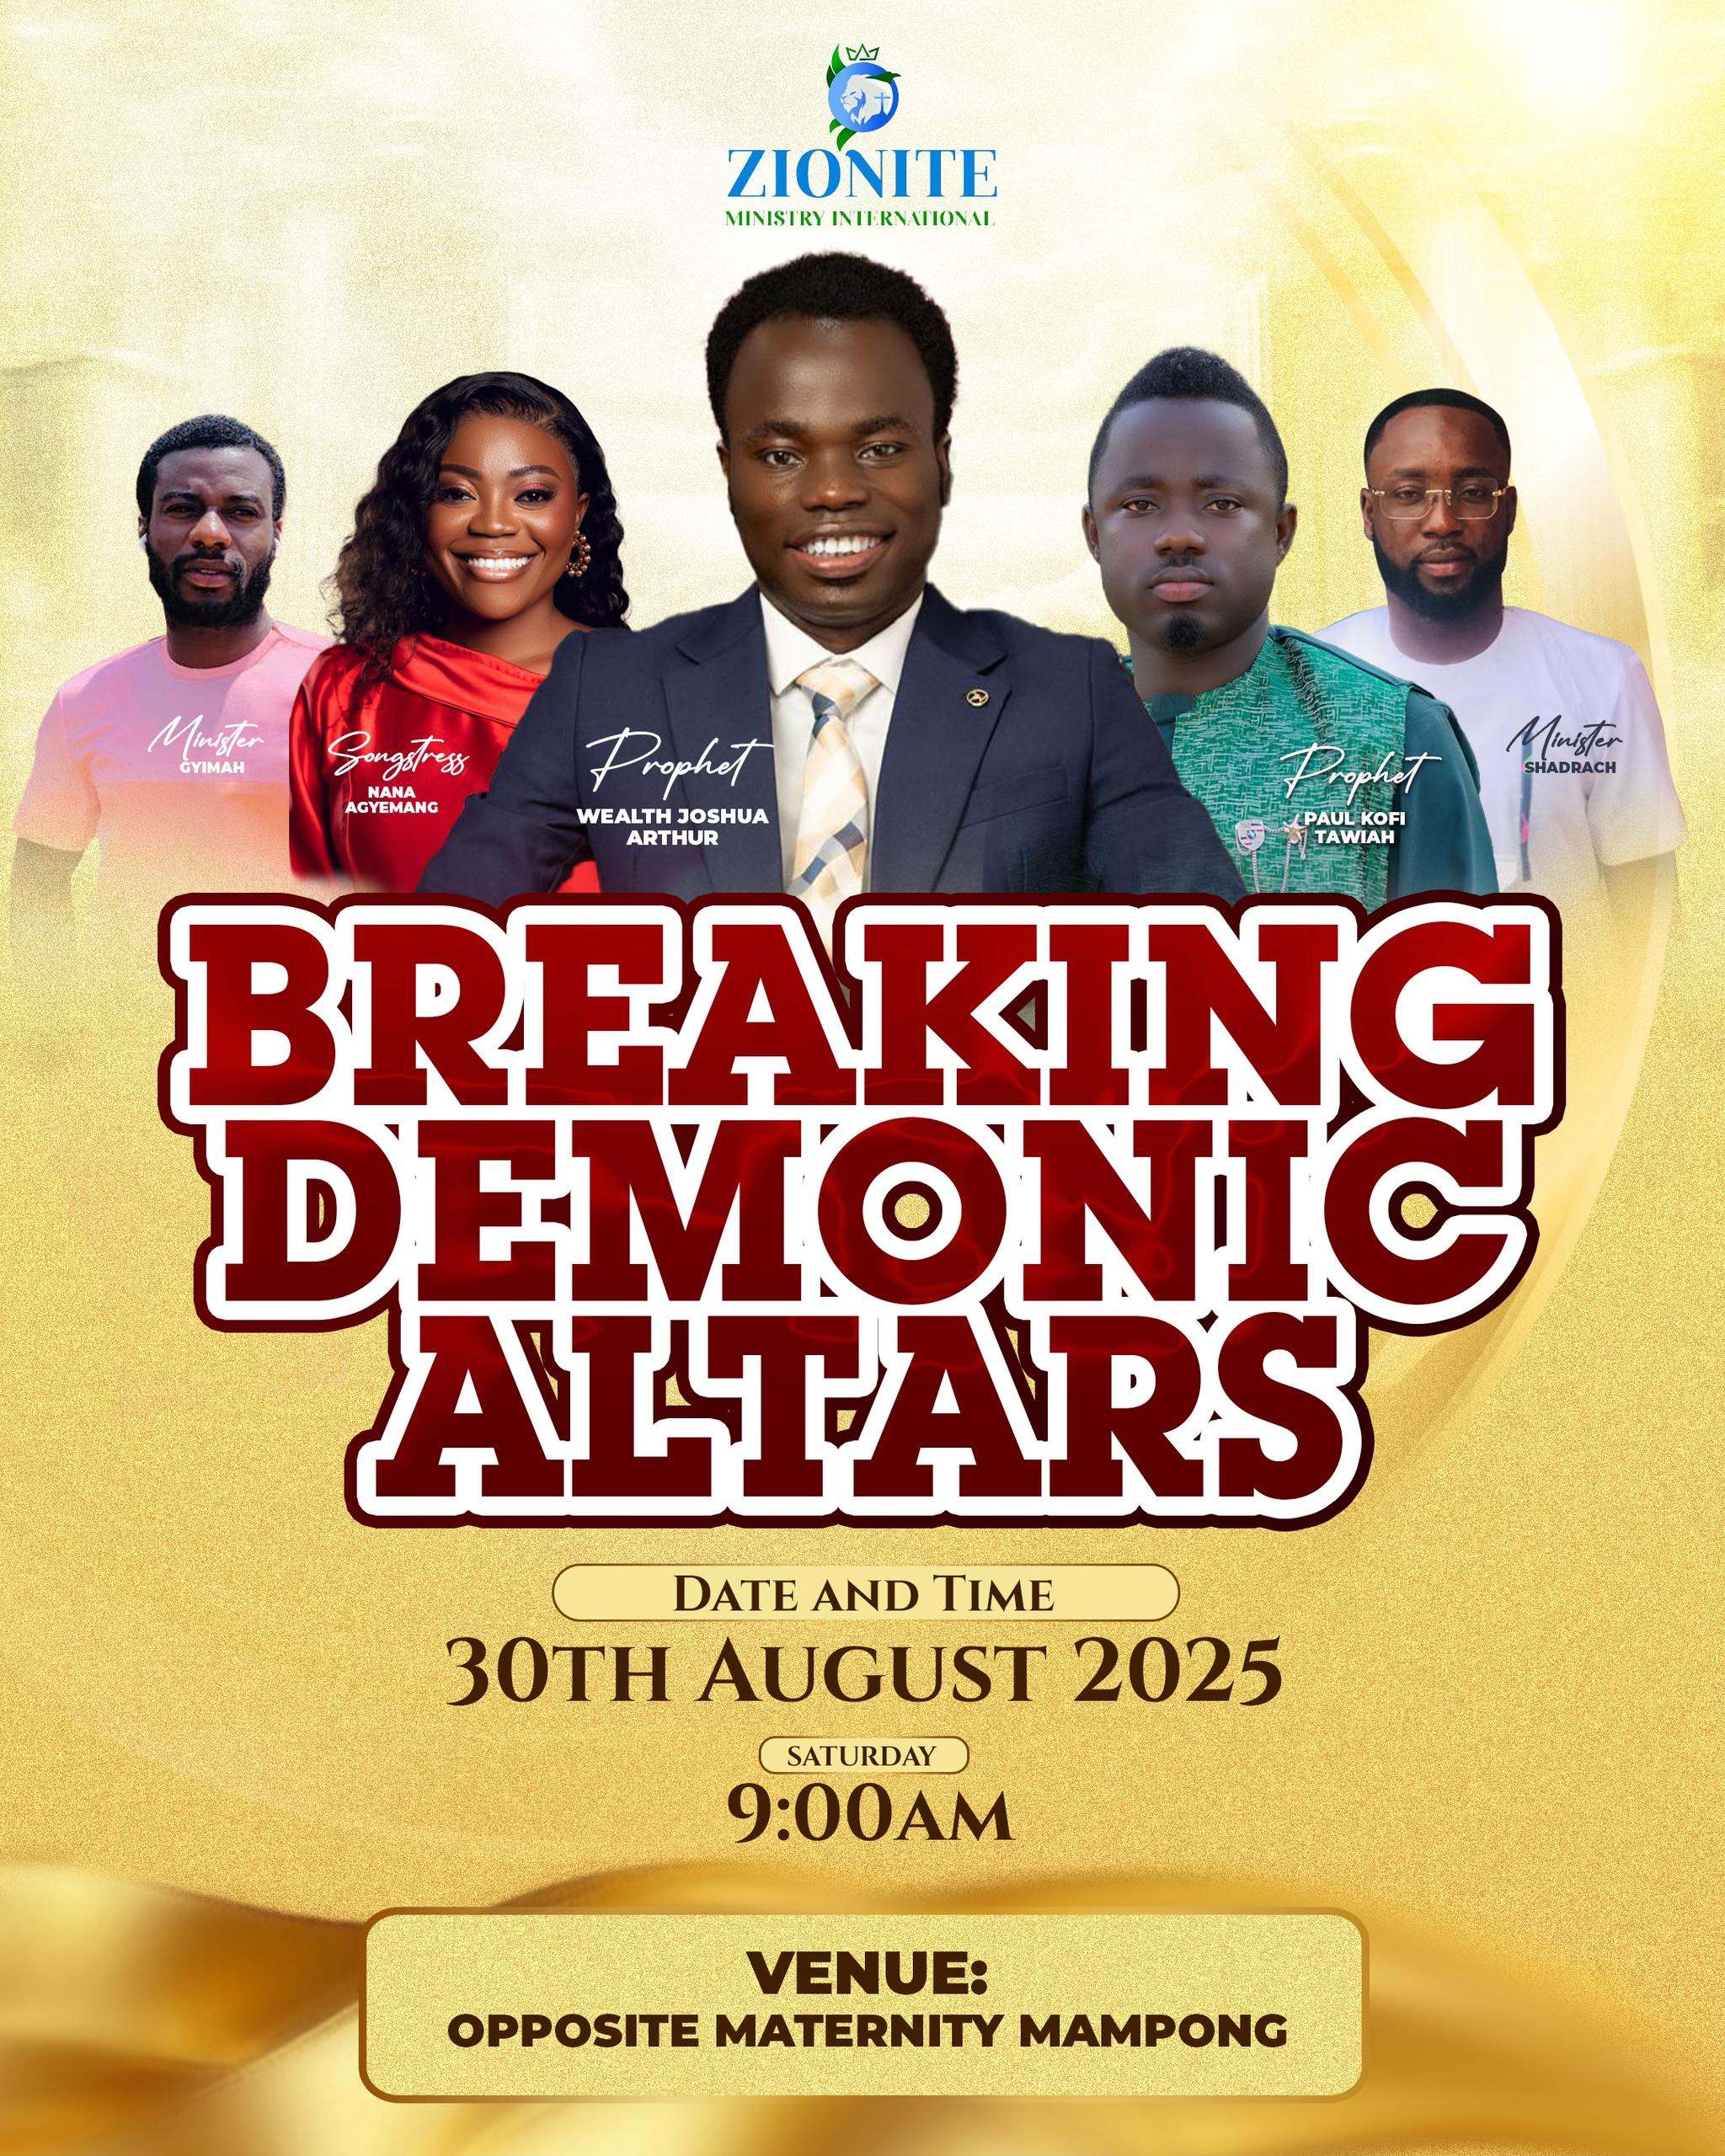 ZIONITE
MINISTRY INTERNATIONAL
Minister
GYIMAH
Songstress
NANA
AGYEMANG
Prophet
WEALTH JOSHUA
ARTHUR
Prophet
PAUL KOFI
TAWIAH
Minister
SHADRACH
BREAKING
DEMONIC
ALTARS
DATE AND TIME
30TH AUGUST 2025
SATURDAY
9:00AM
VENUE:
OPPOSITE MATERNITY MAMPONG